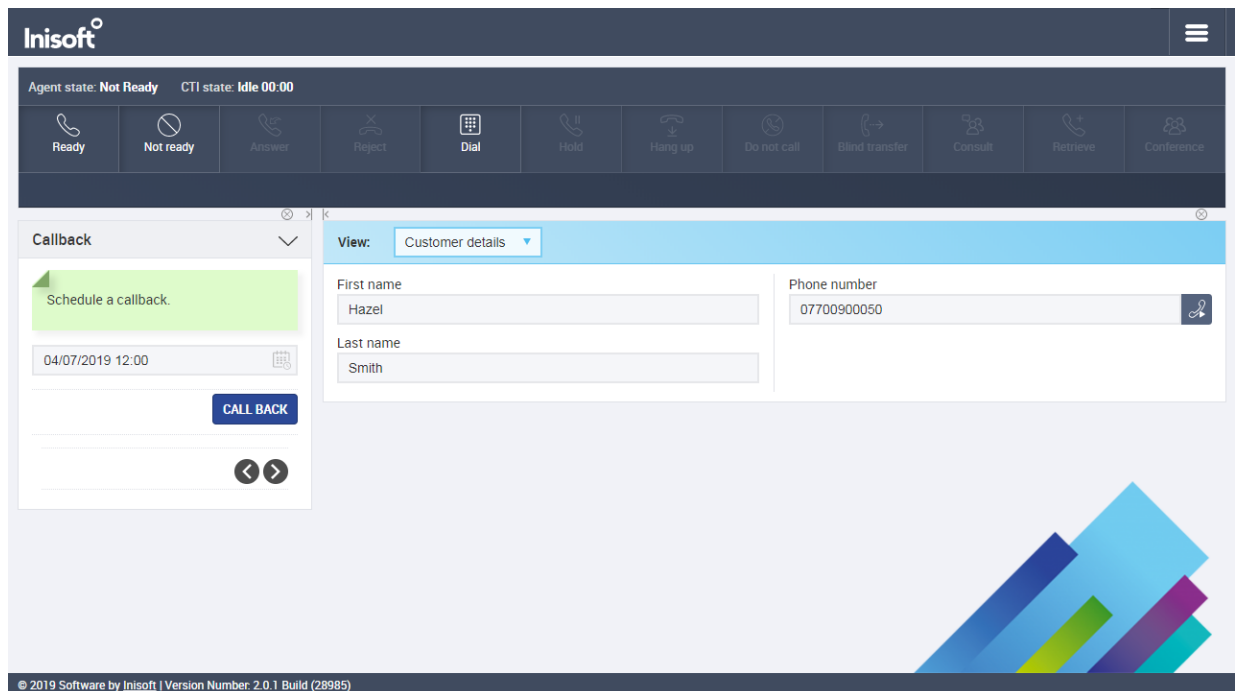 Inisoft
Agent state: Not Ready CTI state: Idle 00:00
Ready Not ready Answer Reject Dial Hold Hang up Do not call Blind transfer Consult Retrieve Conference
Callback
Schedule a callback.
04/07/2019 12:00
CALL BACK
View: Customer details
First name
Hazel
Last name
Smith
Phone number
07700900050
© 2019 Software by Inisoft | Version Number: 2.0.1 Build (28985)